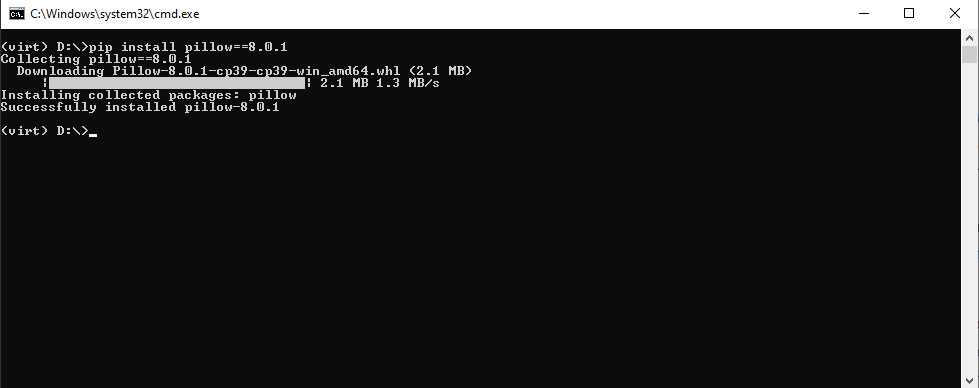 C:\Windows\system32\cmd.exe
(virt) D:\>pip install pillow==8.0.1
Collecting pillow==8.0.1
  Downloading Pillow-8.0.1-cp39-cp39-win_amd64.whl (2.1 MB)
     |████████████████████████████████| 2.1 MB 1.3 MB/s
Installing collected packages: pillow
Successfully installed pillow-8.0.1
(virt) D:\>